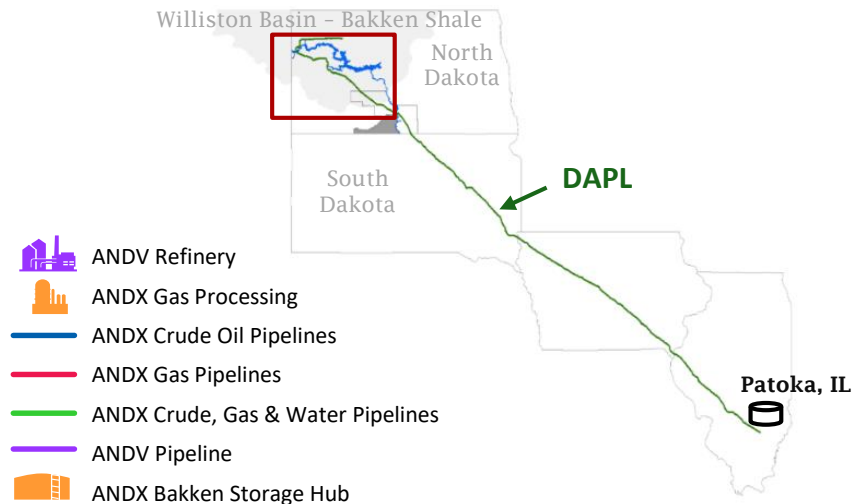 Williston Basin – Bakken Shale
North
Dakota
South
Dakota
DAPL
Patoka, IL
ANDV Refinery
ANDX Gas Processing
ANDX Crude Oil Pipelines
ANDX Gas Pipelines
ANDX Crude, Gas & Water Pipelines
ANDV Pipeline
ANDX Bakken Storage Hub